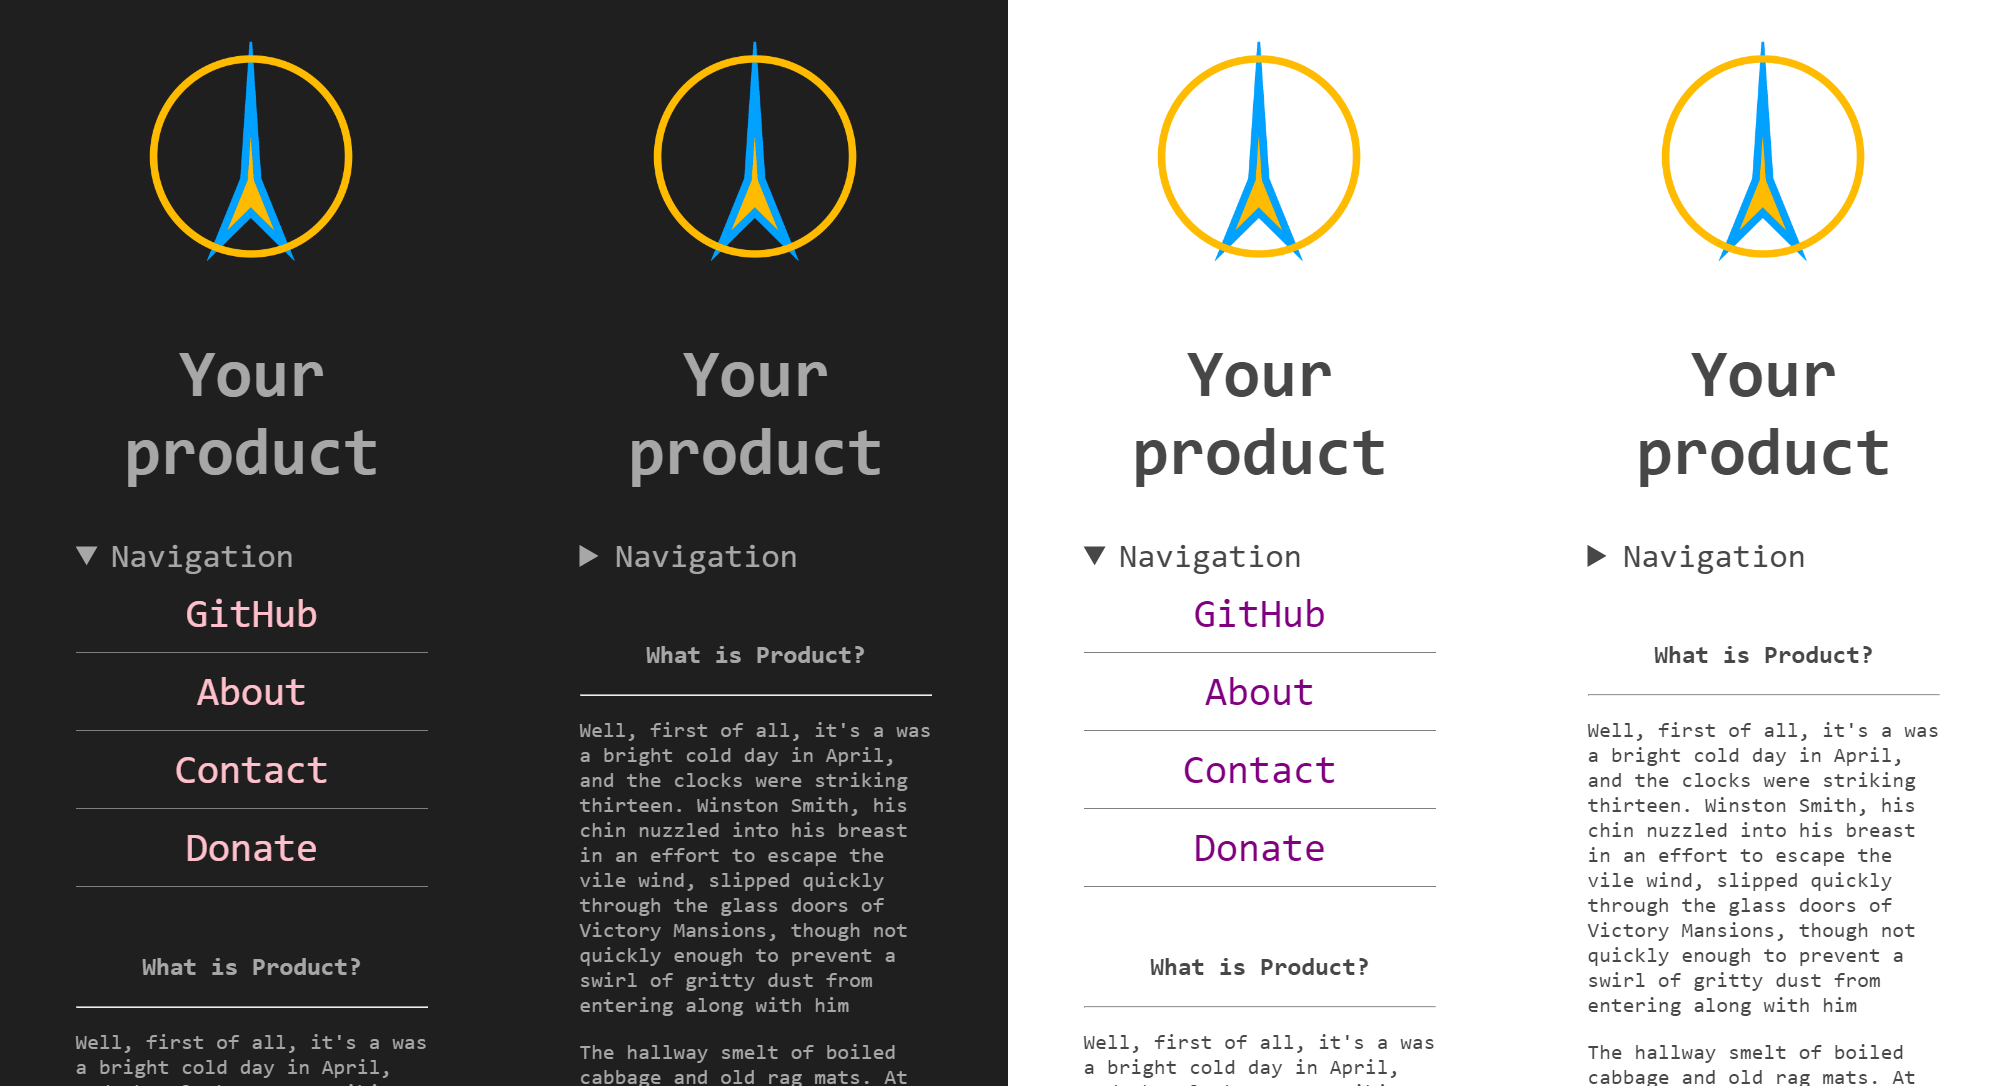 Your
product
▼ Navigation
GitHub
About
Contact
Donate
What is Product?
Well, first of all, it's a was
a bright cold day in April,
Your
product
▶ Navigation
What is Product?
Well, first of all, it's a was
a bright cold day in April,
and the clocks were striking
thirteen. Winston Smith, his
chin nuzzled into his breast
in an effort to escape the
vile wind, slipped quickly
through the glass doors of
Victory Mansions, though not
quickly enough to prevent a
swirl of gritty dust from
entering along with him
The hallway smelt of boiled
cabbage and old rag mats. At
Your
product
▼ Navigation
GitHub
About
Contact
Donate
What is Product?
Well, first of all, it's a was
a bright cold day in April,
Your
product
▶ Navigation
What is Product?
Well, first of all, it's a was
a bright cold day in April,
and the clocks were striking
thirteen. Winston Smith, his
chin nuzzled into his breast
in an effort to escape the
vile wind, slipped quickly
through the glass doors of
Victory Mansions, though not
quickly enough to prevent a
swirl of gritty dust from
entering along with him
The hallway smelt of boiled
cabbage and old rag mats. At